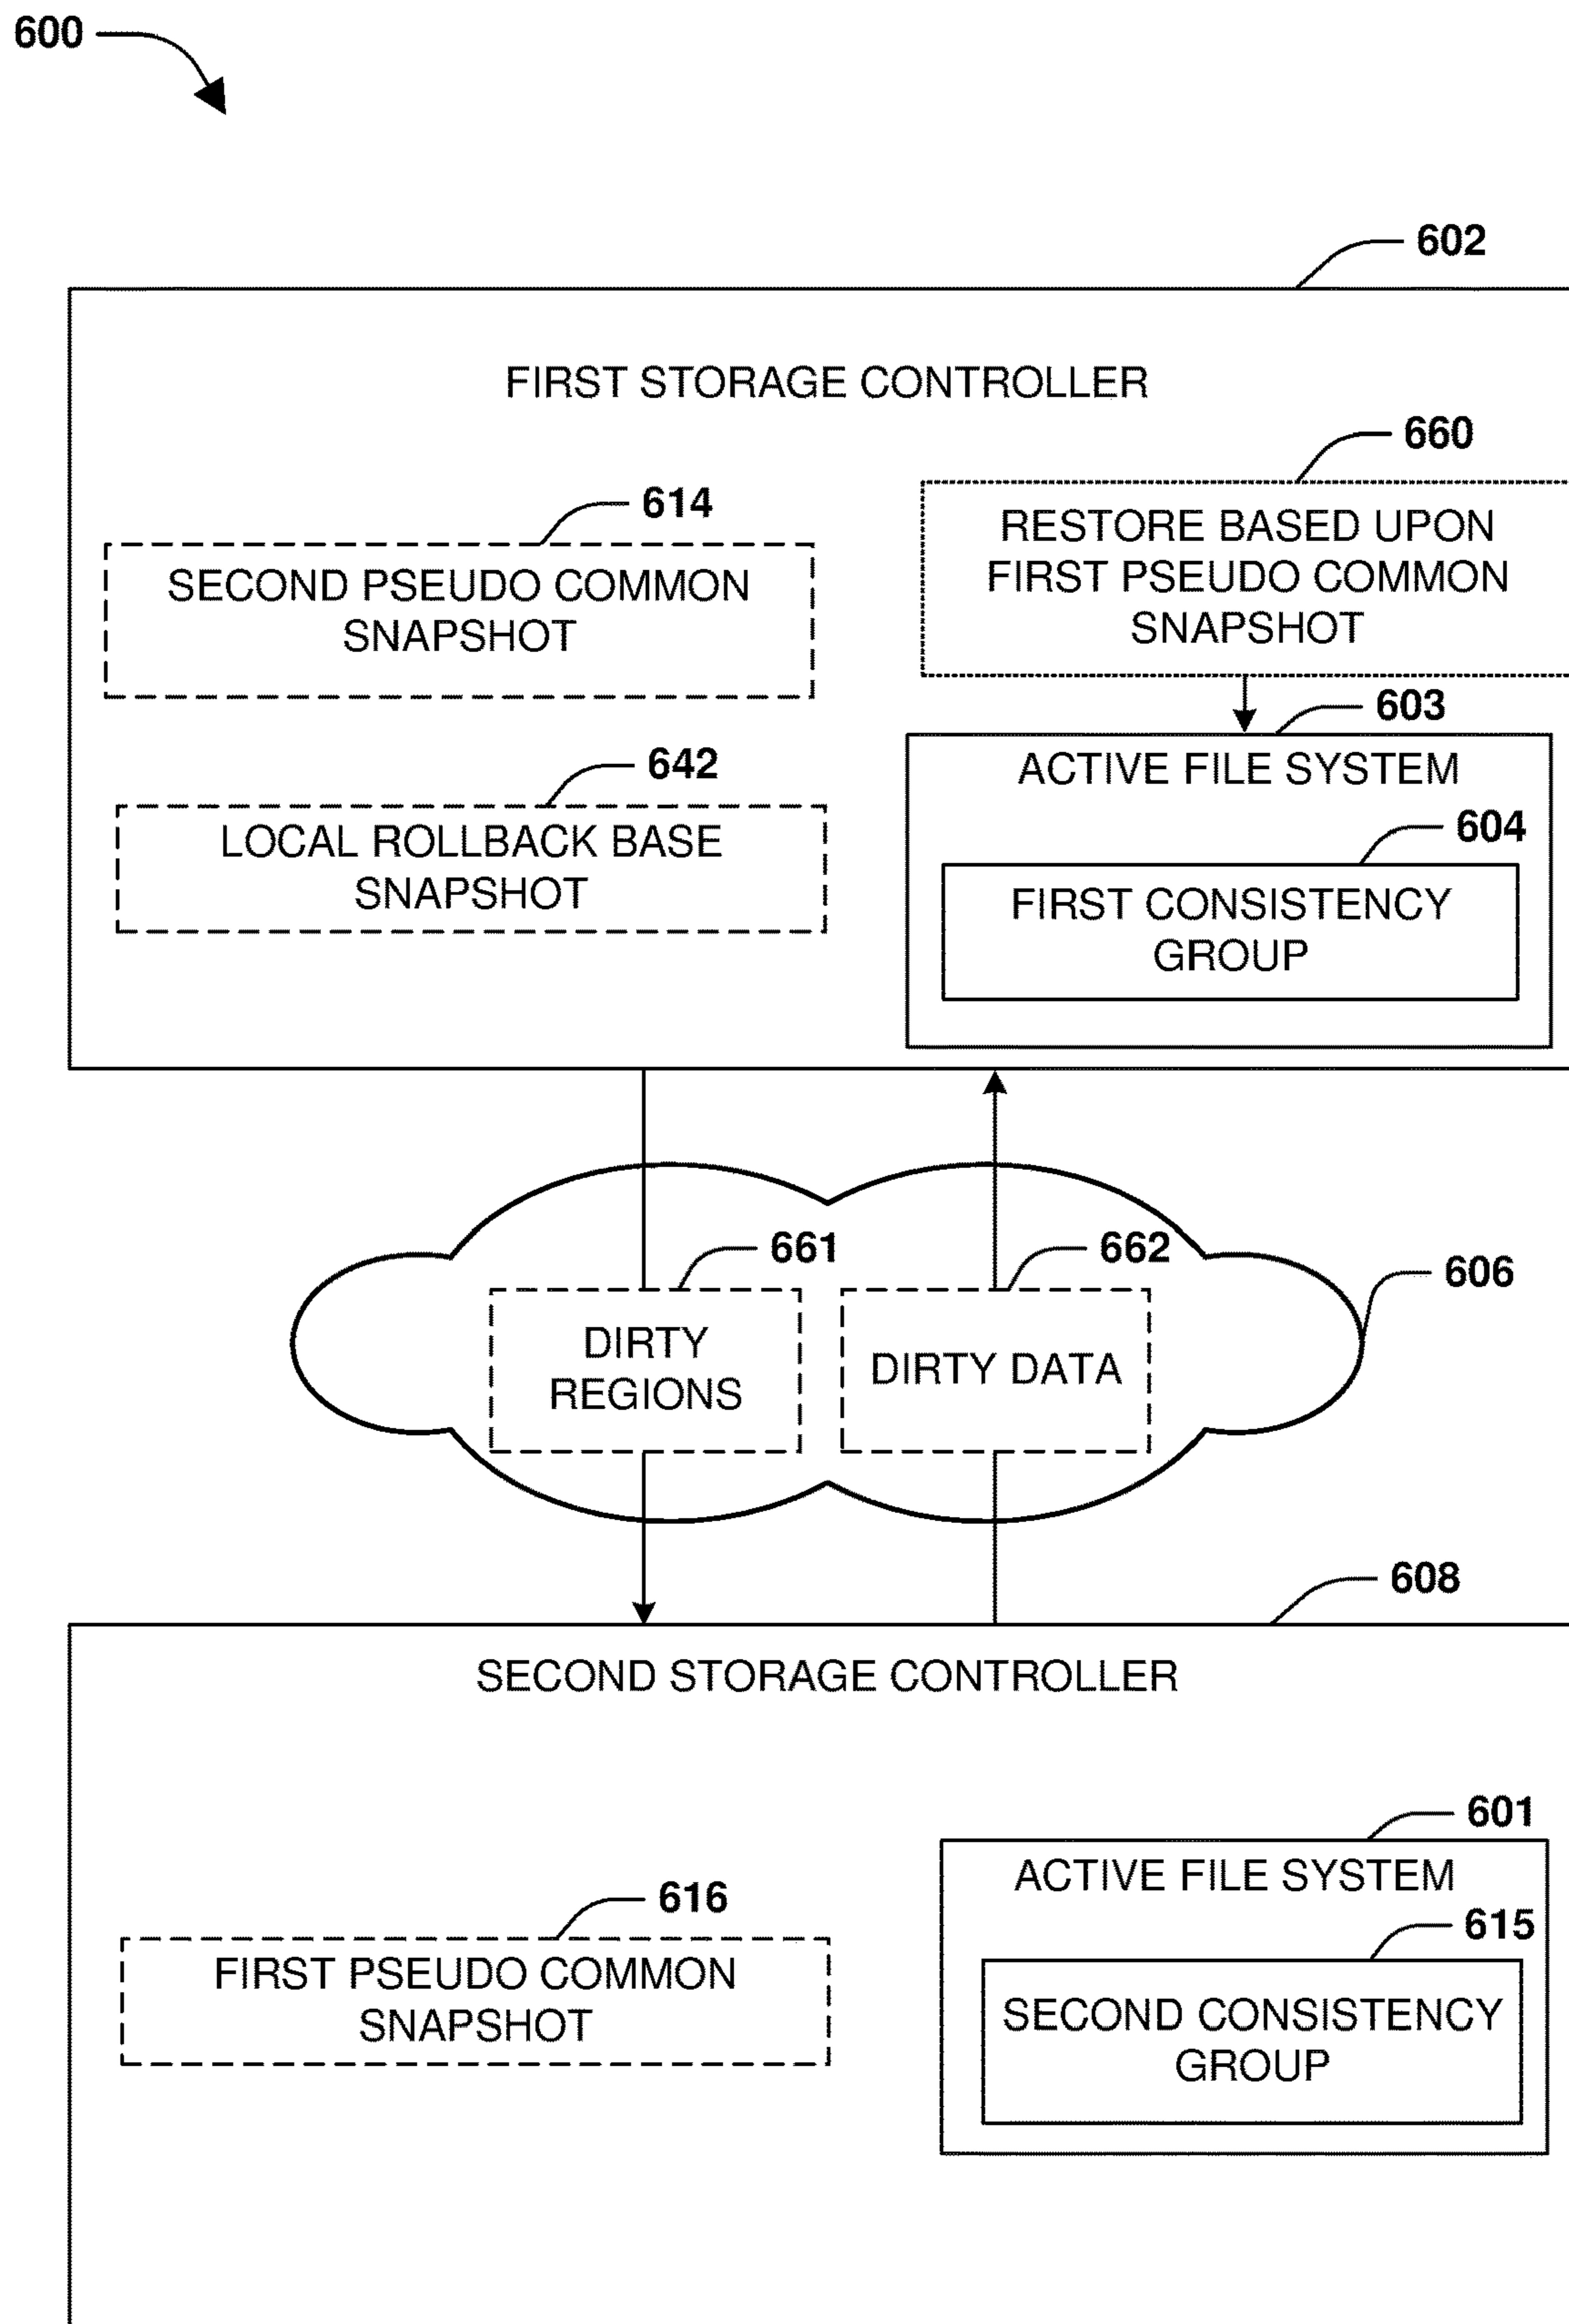 600
602
FIRST STORAGE CONTROLLER
660
614
RESTORE BASED UPON
FIRST PSEUDO COMMON
SNAPSHOT
SECOND PSEUDO COMMON
SNAPSHOT
603
642
ACTIVE FILE SYSTEM
604
LOCAL ROLLBACK BASE
SNAPSHOT
FIRST CONSISTENCY
GROUP
661
662
606
DIRTY
REGIONS
DIRTY DATA
608
SECOND STORAGE CONTROLLER
601
ACTIVE FILE SYSTEM
616
615
FIRST PSEUDO COMMON
SNAPSHOT
SECOND CONSISTENCY
GROUP